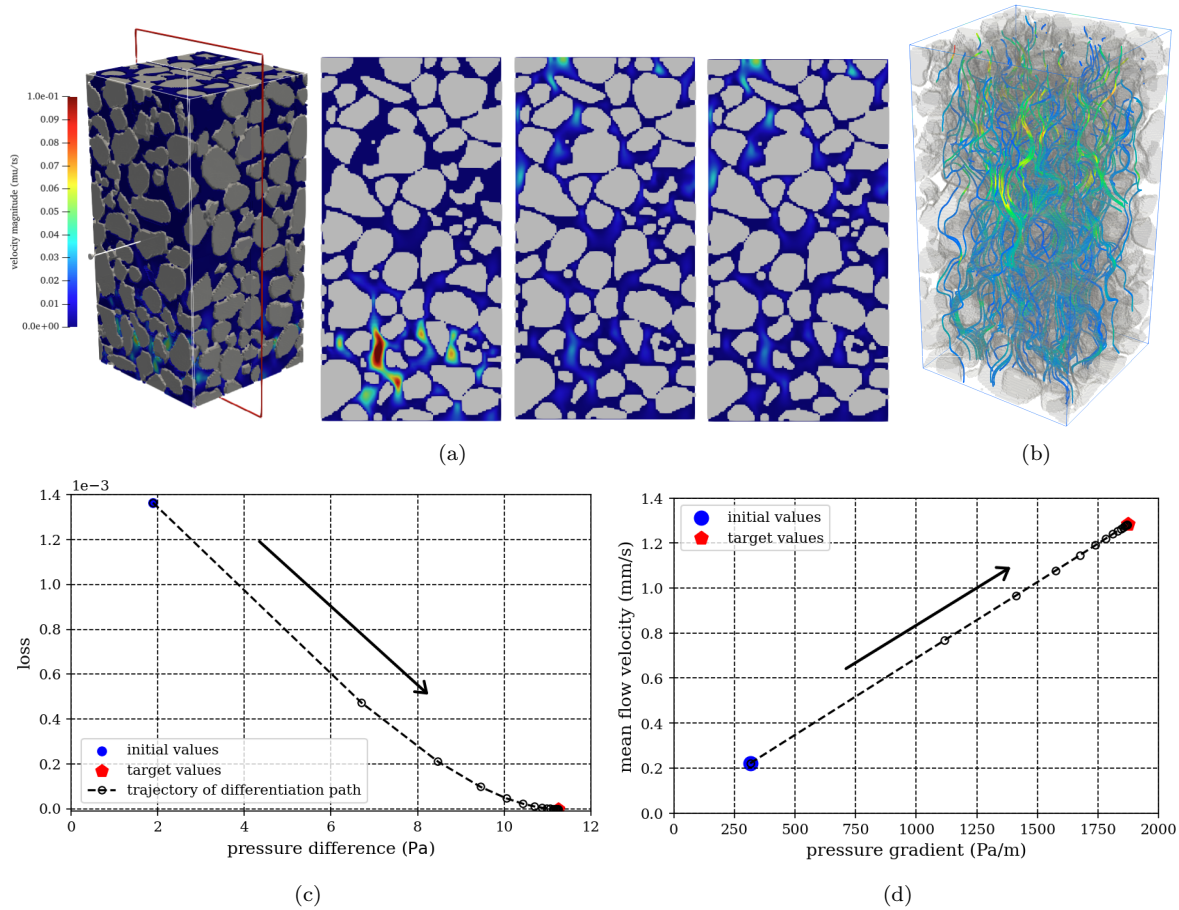 1.0e-01
0.09
0.08
0.07
0.06
0.05
0.04
0.03
0.02
0.01
0.0e+00
velocity magnitude (mu/ts)
(a)
(b)
1e−3
1.4
1.2
1.0
0.8
0.6
0.4
0.2
0.0
loss
initial values
target values
trajectory of differentiation path
0
2
4
6
8
10
12
pressure difference (Pa)
(c)
1.4
1.2
1.0
0.8
0.6
0.4
0.2
0.0
mean flow velocity (mm/s)
initial values
target values
0
250
500
750
1000
1250
1500
1750
2000
pressure gradient (Pa/m)
(d)